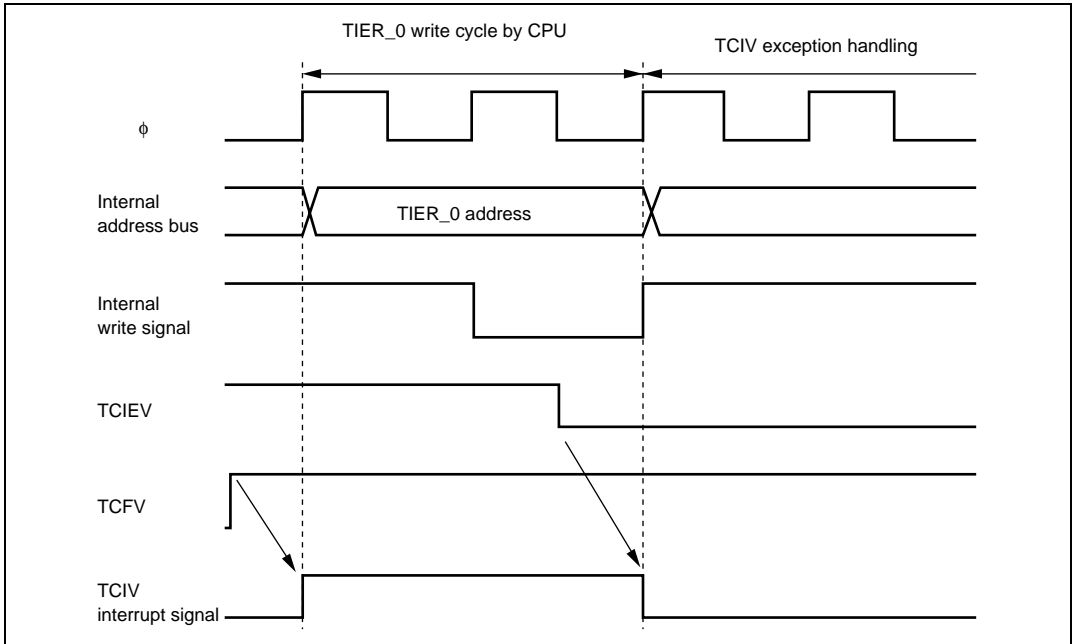 TIER_0 write cycle by CPU
TCIV exception handling
ϕ
Internal
address bus
TIER_0 address
Internal
write signal
TCIEV
TCFV
TCIV
interrupt signal